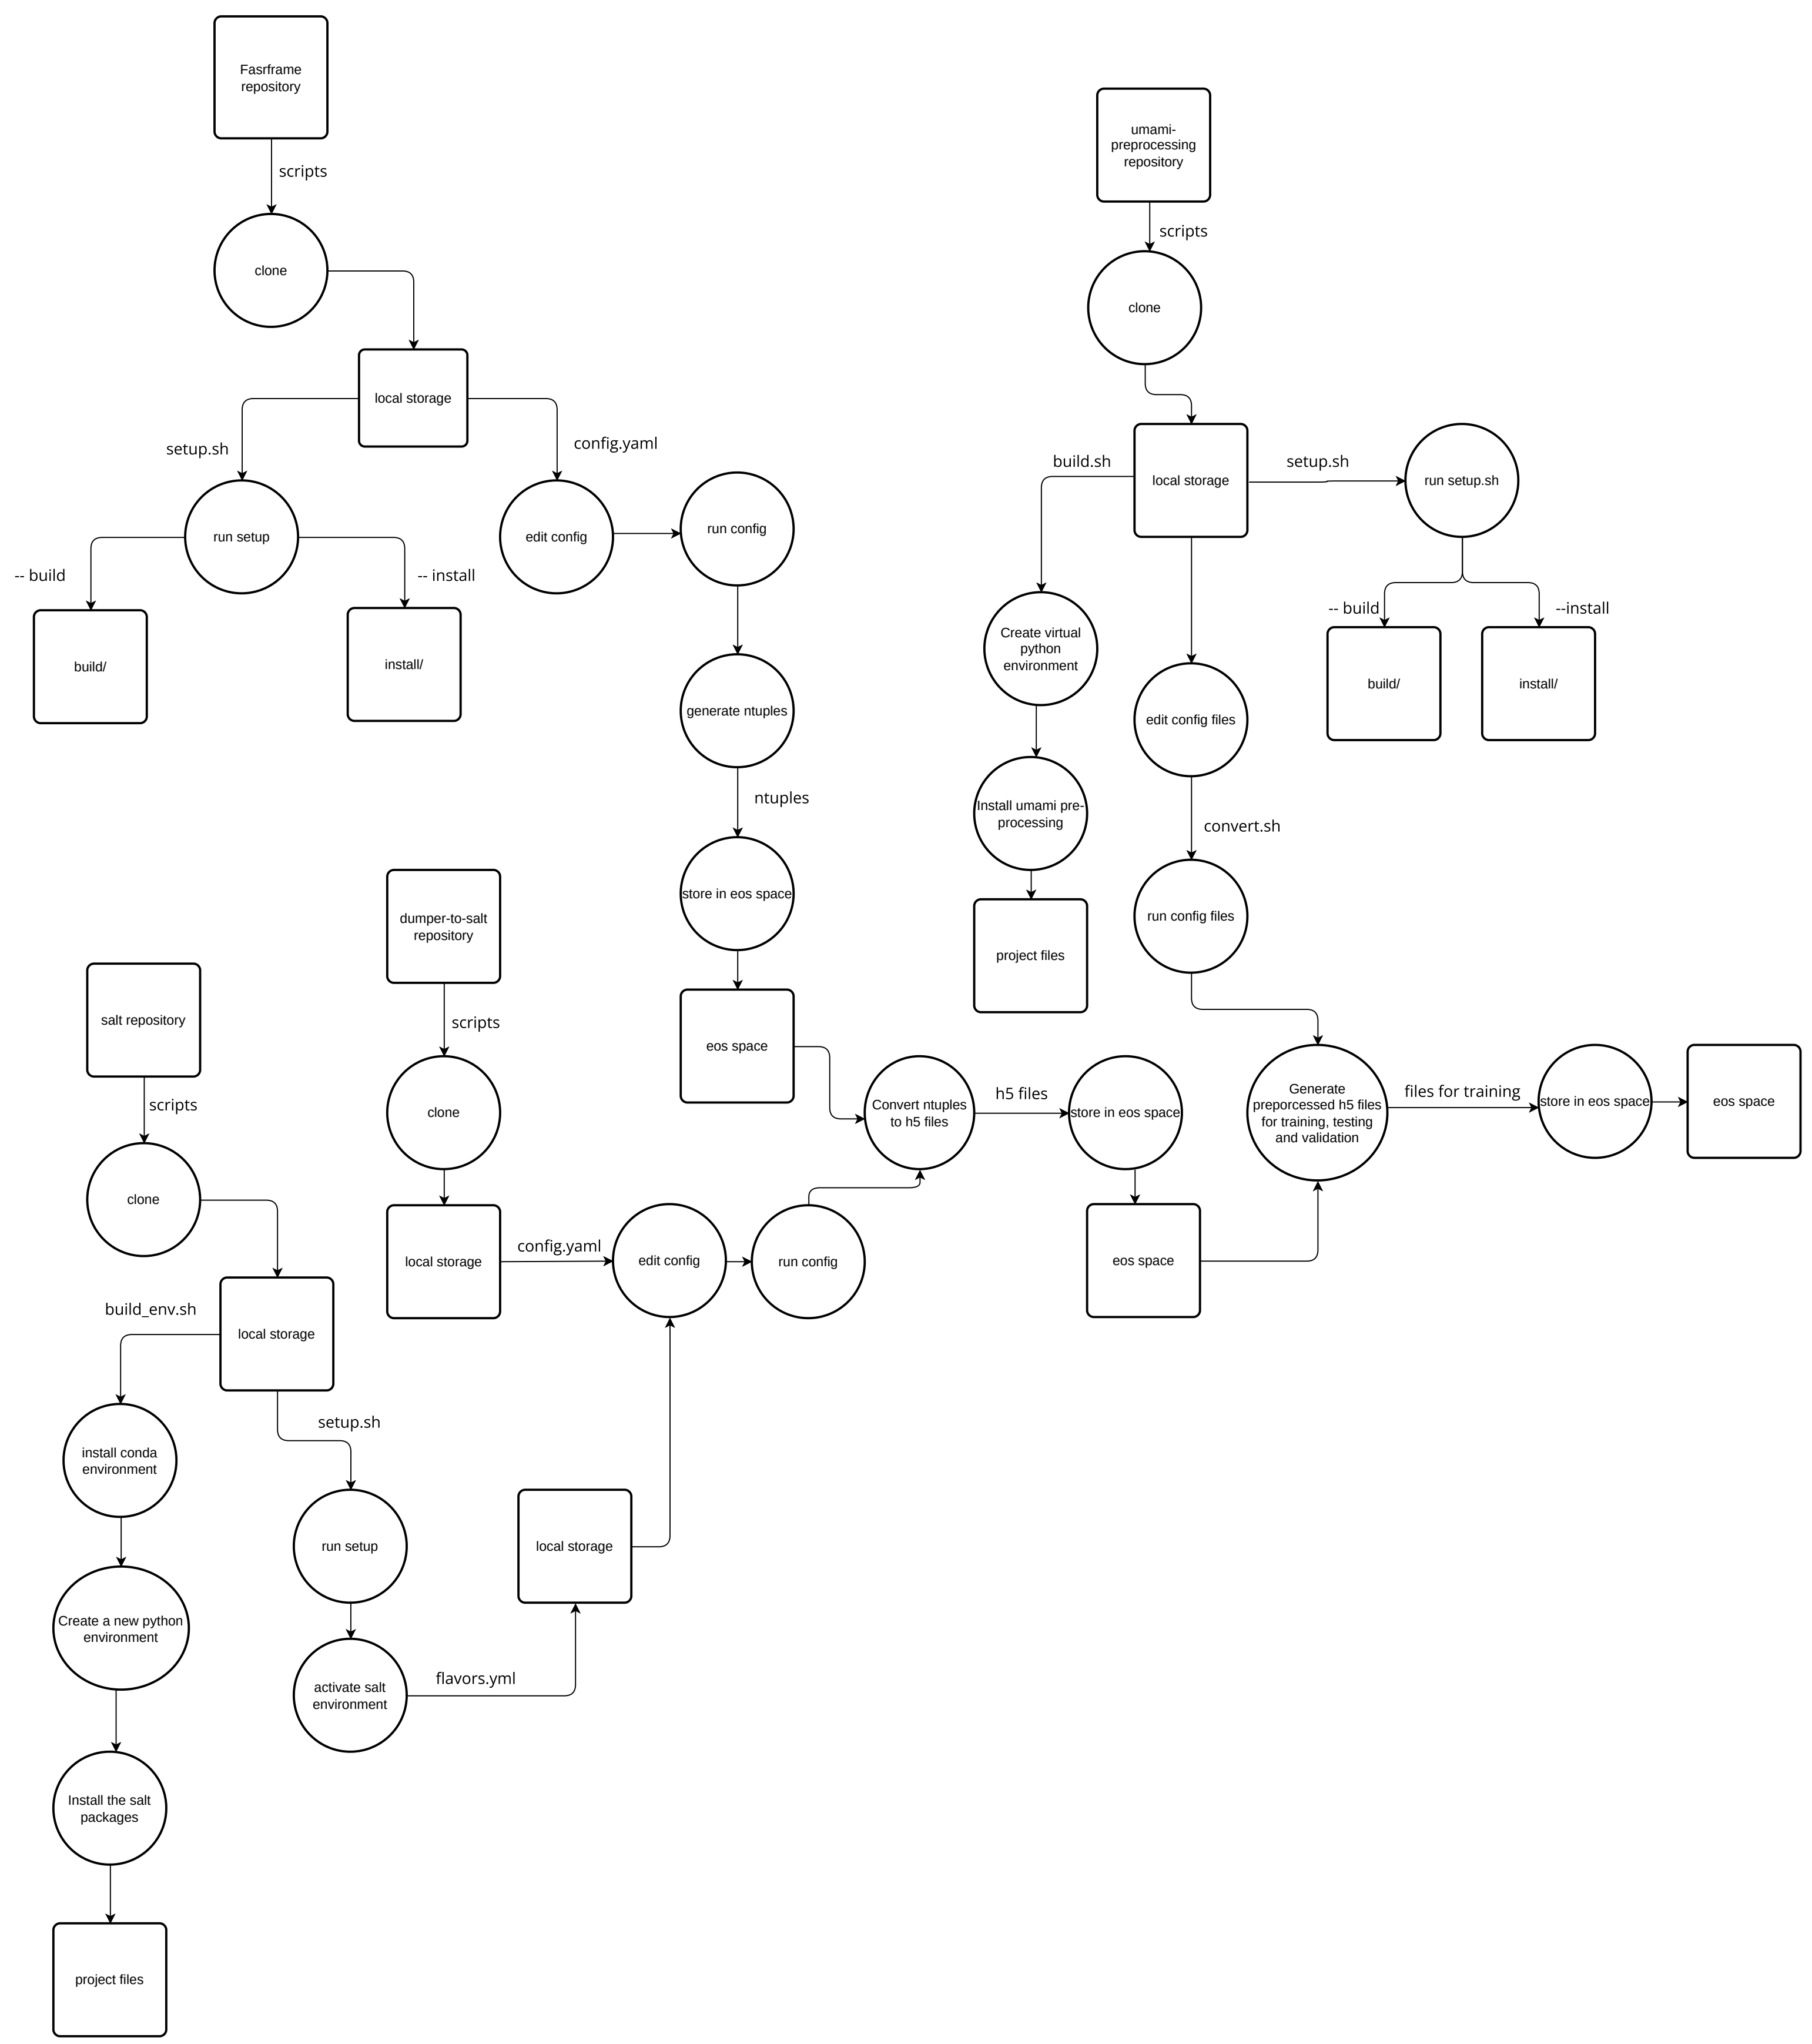 Fasrframe
repository
scripts
clone
local storage
setup.sh
config.yaml
run setup
edit config
run config
-- build
-- install
build/
install/
generate ntuples
ntuples
store in eos space
eos space
umami-
preprocessing
repository
scripts
clone
local storage
build.sh
setup.sh
run setup.sh
-- build
--install
build/
install/
Create virtual
python
environment
edit config files
Install umami pre-
processing
convert.sh
project files
run config files
dumper-to-salt
repository
scripts
clone
local storage
config.yaml
edit config
run config
Convert ntuples
to h5 files
h5 files
store in eos space
eos space
Generate
preporcessed h5 files
for training, testing
and validation
files for training
store in eos space
eos space
salt repository
scripts
clone
local storage
build_env.sh
setup.sh
install conda
environment
run setup
local storage
Create a new python
environment
activate salt
environment
flavors.yml
Install the salt
packages
project files